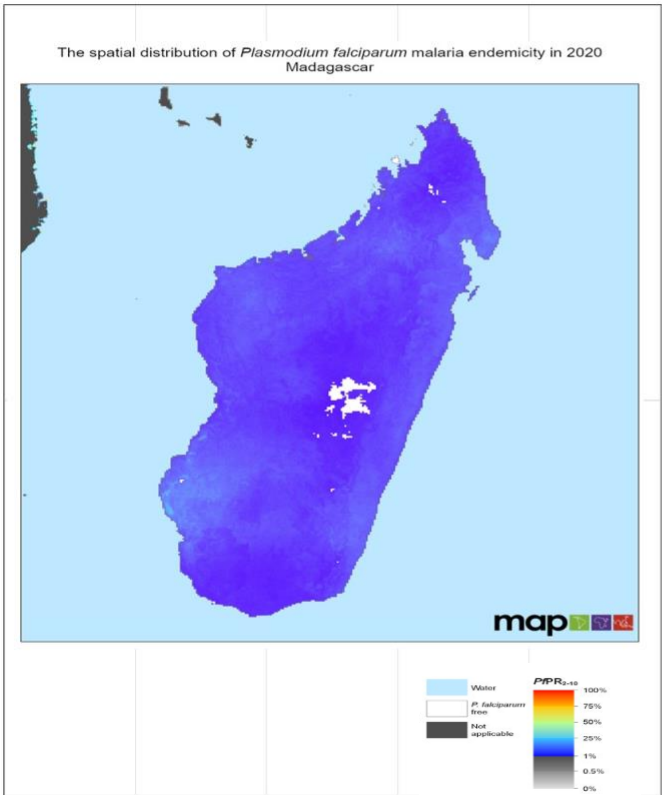 The spatial distribution of Plasmodium falciparum malaria endemicity in 2020
Madagascar
map
Water
P. falciparum
free
Not
applicable
PfPR₂₋₁₀
100%
75%
50%
25%
1%
0.5%
0%